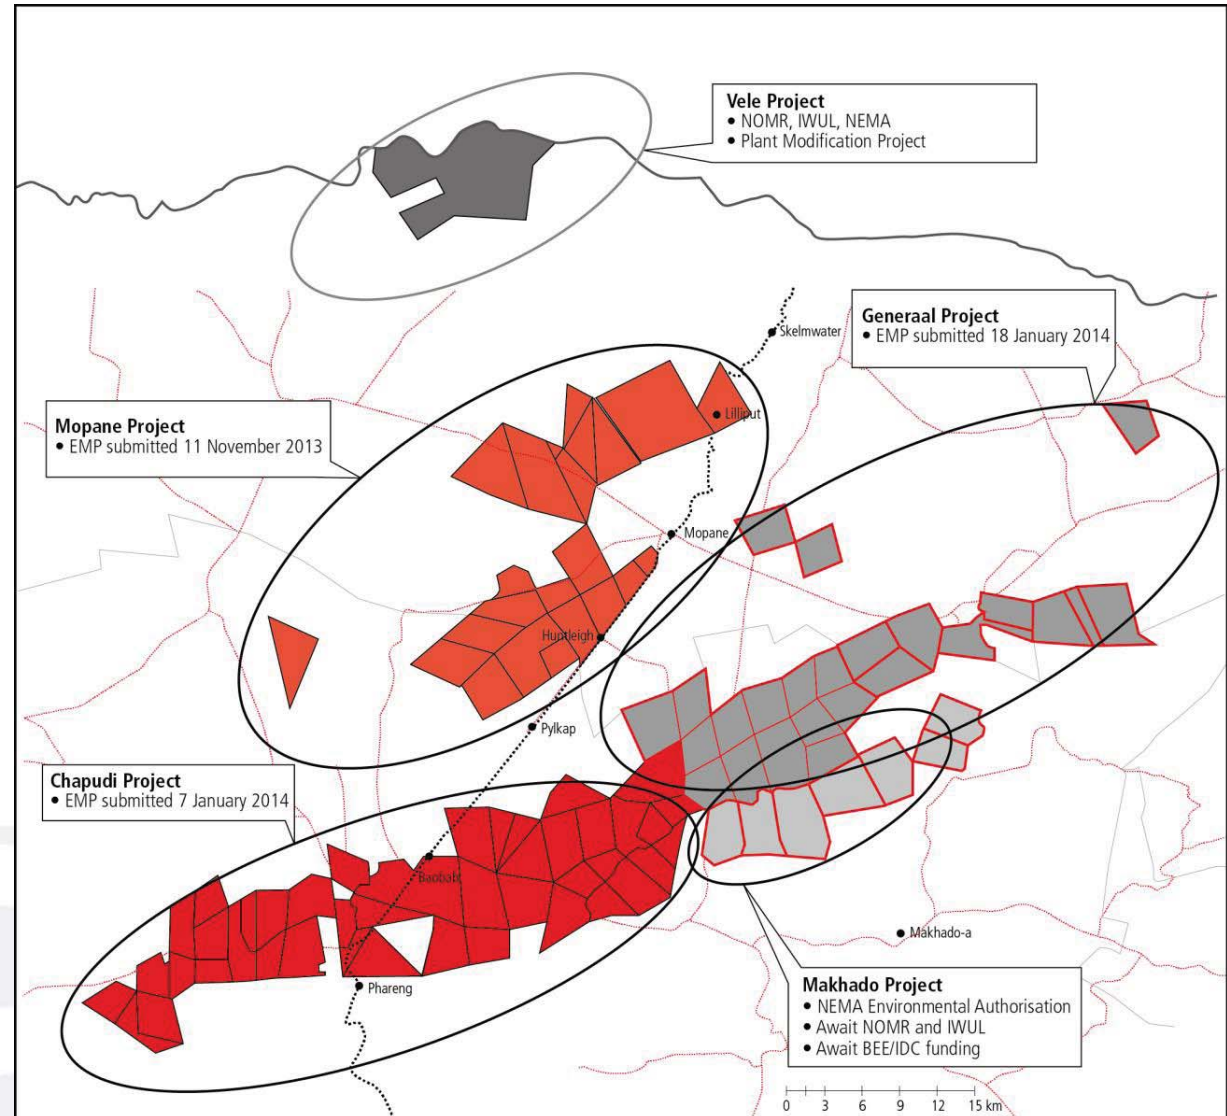 Vele Project
• NOMR, IWUL, NEMA
• Plant Modification Project
Generaal Project
• EMP submitted 18 January 2014
Skelmwater
Mopane Project
• EMP submitted 11 November 2013
Lilliput
Mopane
Huntleigh
Pylkap
Chapudi Project
• EMP submitted 7 January 2014
Baobab
Makhado-a
Phareng
Makhado Project
• NEMA Environmental Authorisation
• Await NOMR and IWUL
• Await BEE/IDC funding
0 3 6 9 12 15 km